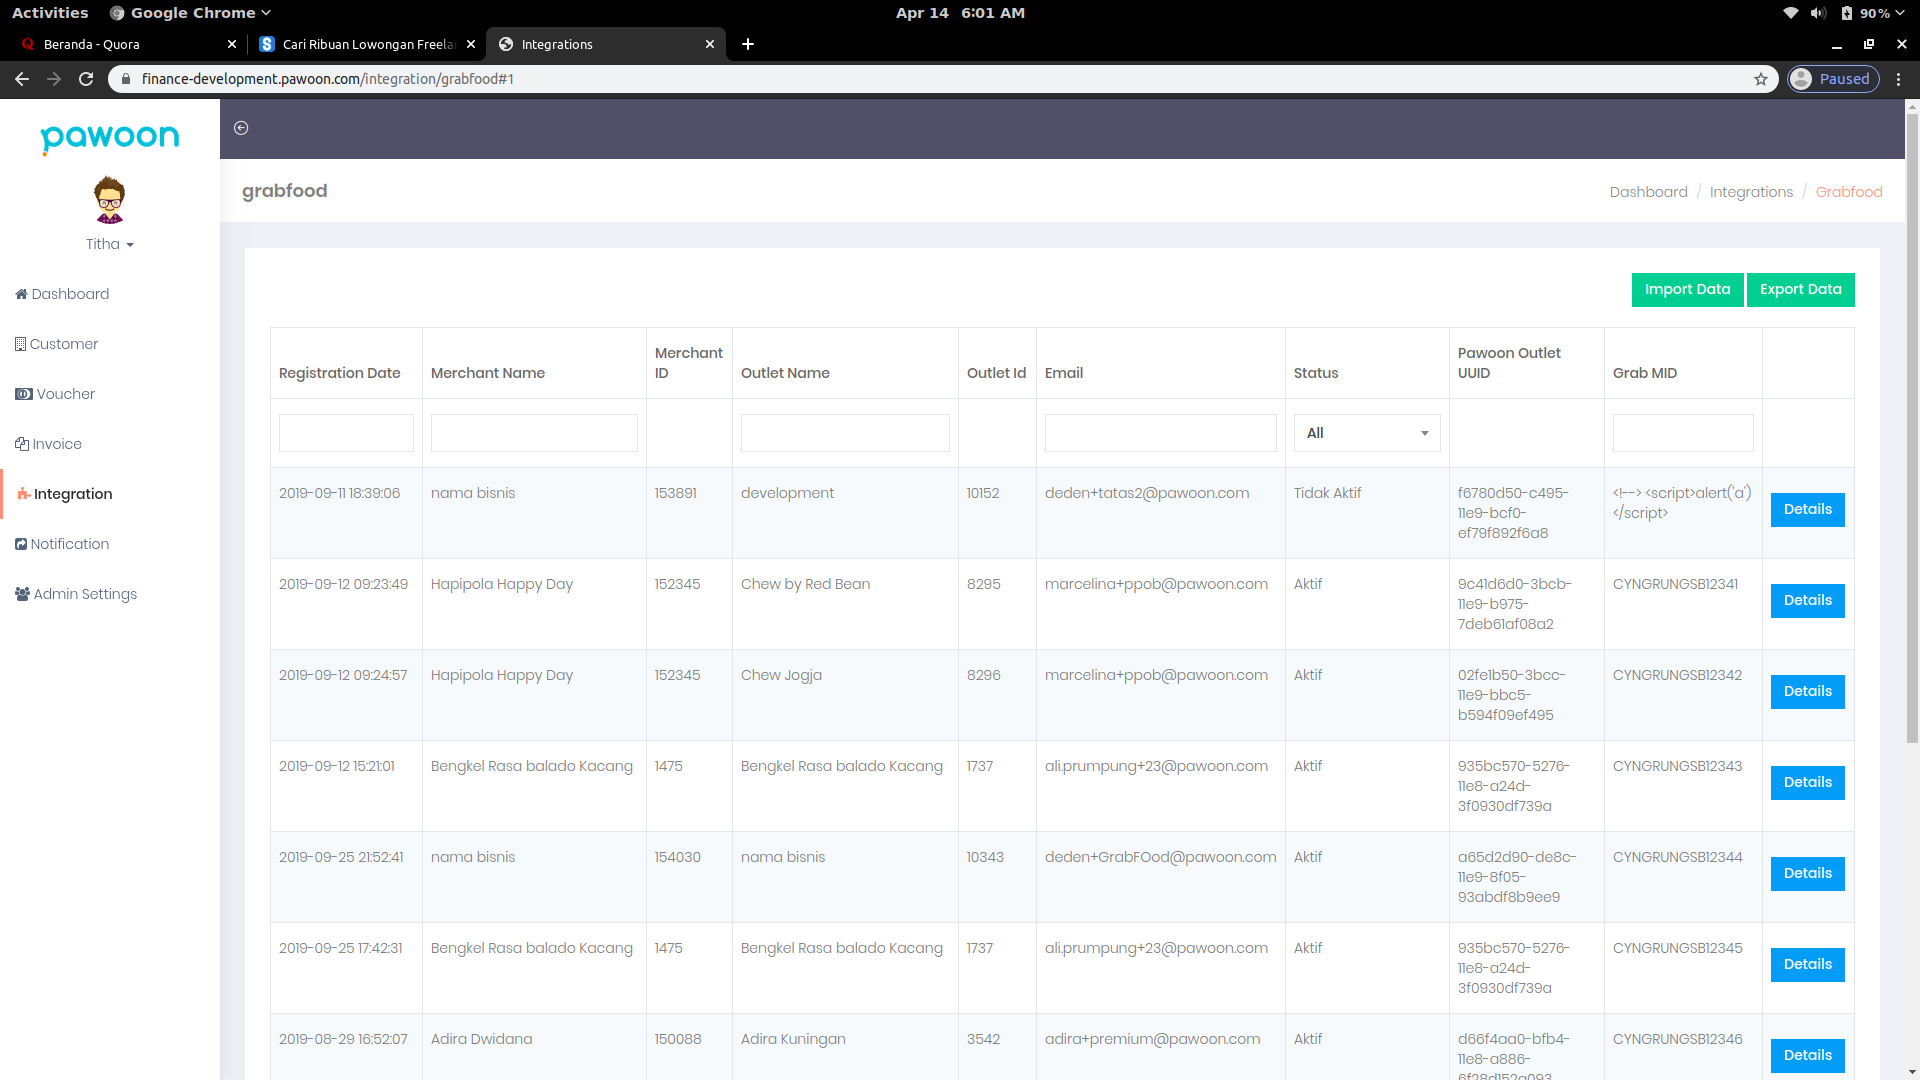 Activities Google Chrome Apr 14 6:01 AM 90%
Beranda - Quora Cari Ribuan Lowongan Freela Integrations
finance-development.pawoon.com/integration/grabfood#1 Paused
pawoon
Titha
Dashboard
Customer
Voucher
Invoice
Integration
Notification
Admin Settings
grabfood Dashboard / Integrations / Grabfood
Import Data Export Data
Registration Date Merchant Name Merchant ID Outlet Name Outlet Id Email Status Pawoon Outlet UUID Grab MID
All
2019-09-11 18:39:06 nama bisnis 153891 development 10152 deden+tatas2@pawoon.com Tidak Aktif f6780d50-c495-11e9-bcf0-ef79f892f6a8 <!--> <script>alert('a')</script> Details
2019-09-12 09:23:49 Hapipola Happy Day 152345 Chew by Red Bean 8295 marcelina+ppob@pawoon.com Aktif 9c41d6d0-3bcb-11e9-b975-7deb61af08a2 CYNGRUNGSB12341 Details
2019-09-12 09:24:57 Hapipola Happy Day 152345 Chew Jogja 8296 marcelina+ppob@pawoon.com Aktif 02fe1b50-3bcc-11e9-bbc5-b594f09ef495 CYNGRUNGSB12342 Details
2019-09-12 15:21:01 Bengkel Rasa balado Kacang 1475 Bengkel Rasa balado Kacang 1737 ali.prumpung+23@pawoon.com Aktif 935bc570-5276-11e8-a24d-3f0930df739a CYNGRUNGSB12343 Details
2019-09-25 21:52:41 nama bisnis 154030 nama bisnis 10343 deden+GrabFOod@pawoon.com Aktif a65d2d90-de8c-11e9-8f05-93abdf8b9ee9 CYNGRUNGSB12344 Details
2019-09-25 17:42:31 Bengkel Rasa balado Kacang 1475 Bengkel Rasa balado Kacang 1737 ali.prumpung+23@pawoon.com Aktif 935bc570-5276-11e8-a24d-3f0930df739a CYNGRUNGSB12345 Details
2019-08-29 16:52:07 Adira Dwidana 150088 Adira Kuningan 3542 adira+premium@pawoon.com Aktif d66f4aa0-bfb4-11e8-a886- CYNGRUNGSB12346 Details